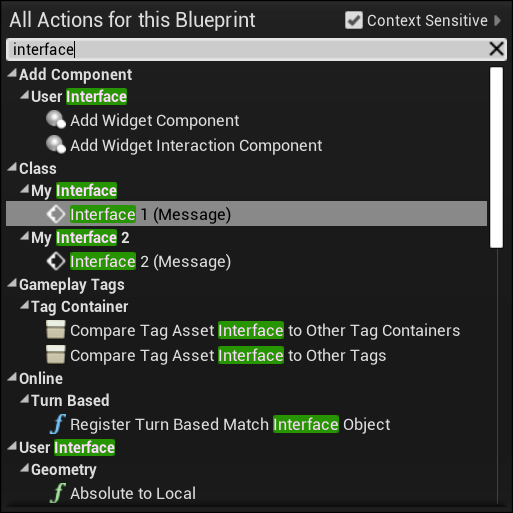 All Actions for this Blueprint Context Sensitive
interface
Add Component
User Interface
Add Widget Component
Add Widget Interaction Component
Class
My Interface
Interface 1 (Message)
My Interface 2
Interface 2 (Message)
Gameplay Tags
Tag Container
Compare Tag Asset Interface to Other Tag Containers
Compare Tag Asset Interface to Other Tags
Online
Turn Based
Register Turn Based Match Interface Object
User Interface
Geometry
Absolute to Local